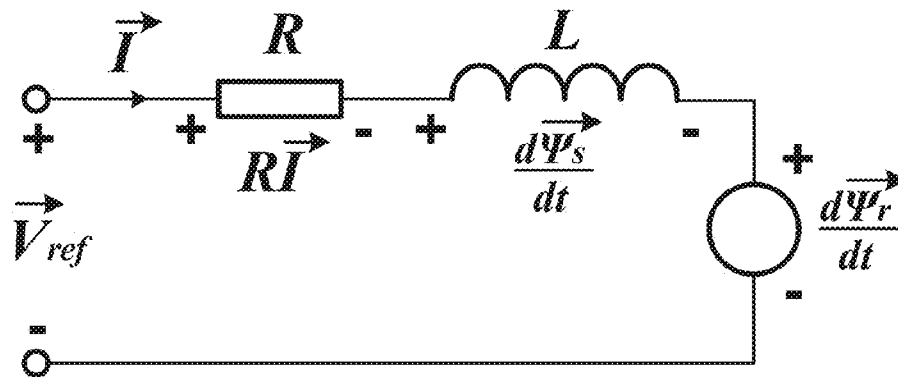 I
R
L
+
+
-
+
-
+
RI
dΨs
dt
Vref
dΨr
dt
-
-